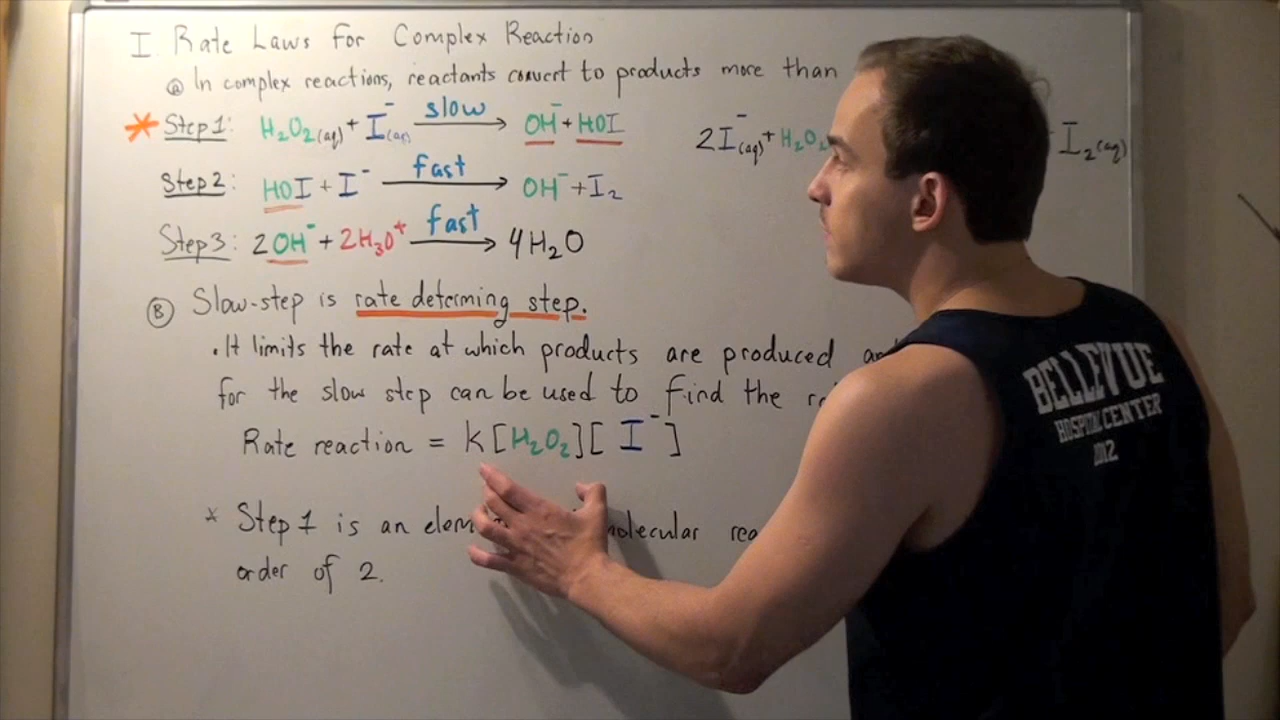 I Rate Laws for Complex Reaction
Ⓐ In complex reactions, reactants convert to products more than
* Step 1: H₂O₂(aq) + I⁻(aq) slow → OH⁻ + HOI
2I⁻(aq) + H₂O₂ I₂(aq)
Step 2: HOI + I⁻ fast → OH⁻ + I₂
Step 3: 2OH⁻ + 2H₃O⁺ fast → 4H₂O
Ⓑ Slow-step is rate determing step.
. It limits the rate at which products are produced
for the slow step can be used to find the
Rate reaction = k[H₂O₂][I⁻]
* Step 1 is an
order of 2.
BELLEVUE
HOSPITAL CENTER
2012